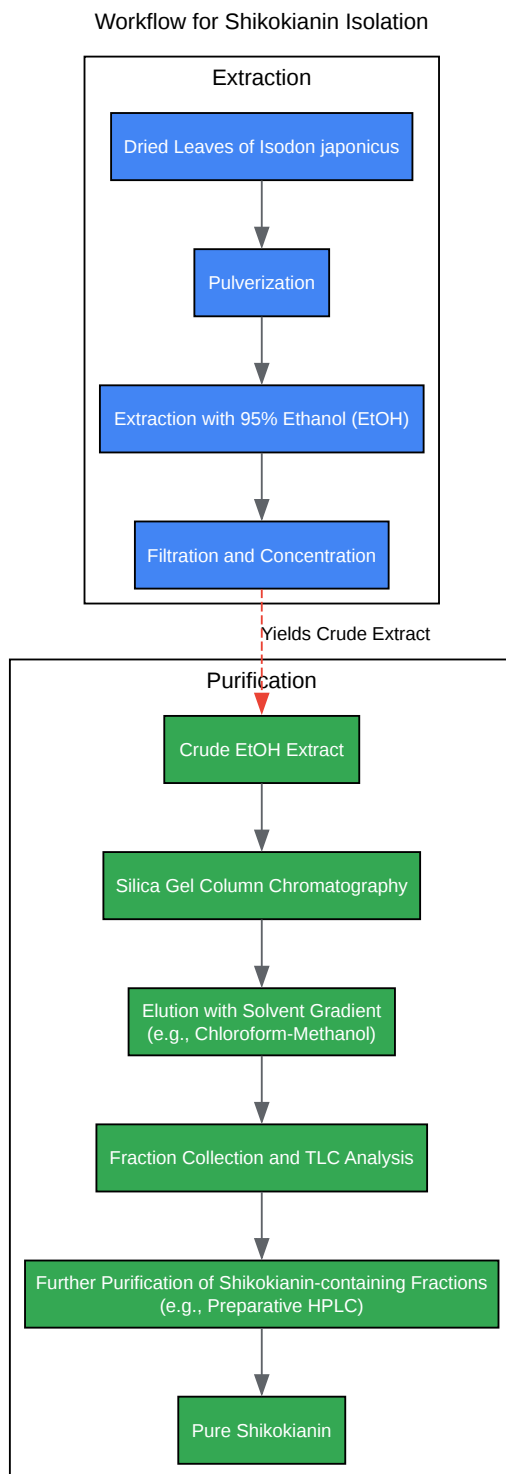 Workflow for Shikokianin Isolation
Extraction
Dried Leaves of Isodon japonicus
Pulverization
Extraction with 95% Ethanol (EtOH)
Filtration and Concentration
Yields Crude Extract
Purification
Crude EtOH Extract
Silica Gel Column Chromatography
Elution with Solvent Gradient
(e.g., Chloroform-Methanol)
Fraction Collection and TLC Analysis
Further Purification of Shikokianin-containing Fractions
(e.g., Preparative HPLC)
Pure Shikokianin